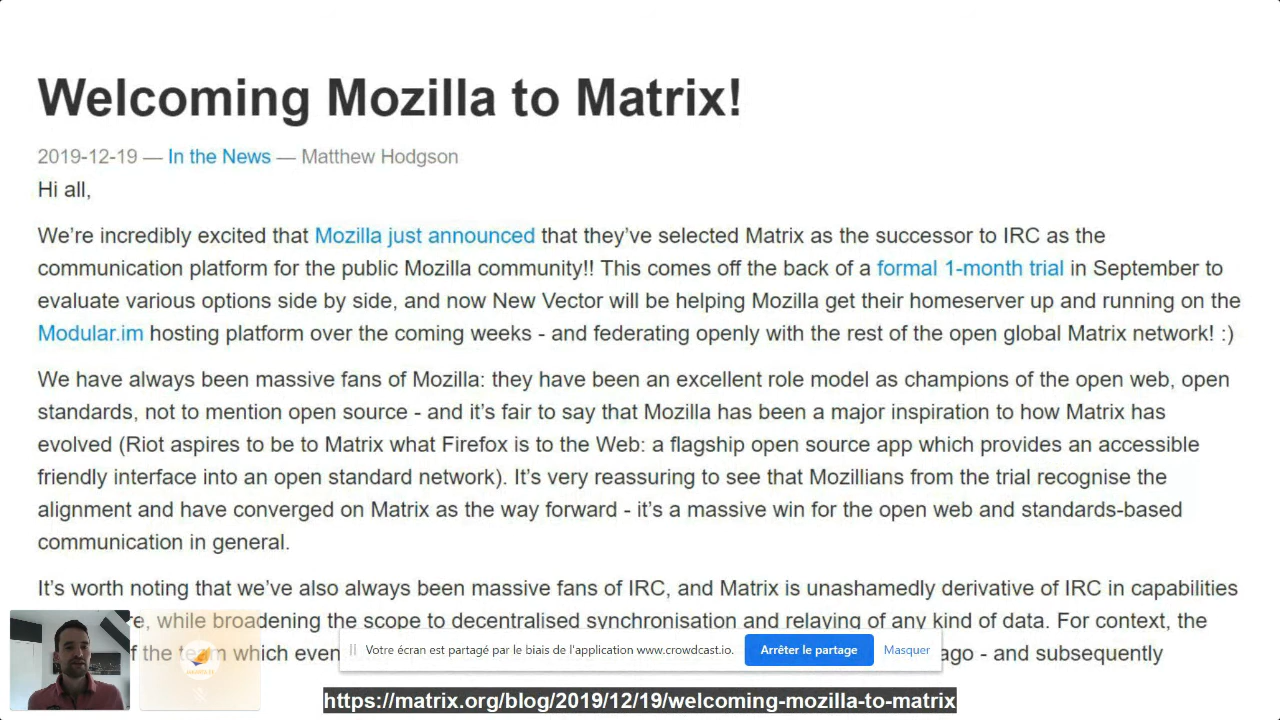 Welcoming Mozilla to Matrix!
2019-12-19 — In the News — Matthew Hodgson
Hi all,
We’re incredibly excited that Mozilla just announced that they’ve selected Matrix as the successor to IRC as the
communication platform for the public Mozilla community!! This comes off the back of a formal 1-month trial in September to
evaluate various options side by side, and now New Vector will be helping Mozilla get their homeserver up and running on the
Modular.im hosting platform over the coming weeks - and federating openly with the rest of the open global Matrix network! :)
We have always been massive fans of Mozilla: they have been an excellent role model as champions of the open web, open
standards, not to mention open source - and it’s fair to say that Mozilla has been a major inspiration to how Matrix has
evolved (Riot aspires to be to Matrix what Firefox is to the Web: a flagship open source app which provides an accessible
friendly interface into an open standard network). It’s very reassuring to see that Mozillians from the trial recognise the
alignment and have converged on Matrix as the way forward - it’s a massive win for the open web and standards-based
communication in general.
It’s worth noting that we’ve also always been massive fans of IRC, and Matrix is unashamedly derivative of IRC in capabilities
while broadening the scope to decentralised synchronisation and relaying of any kind of data. For context, the
of the team which even ago - and subsequently
Votre écran est partagé par le biais de l'application www.crowdcast.io.
Arrêter le partage
Masquer
https://matrix.org/blog/2019/12/19/welcoming-mozilla-to-matrix